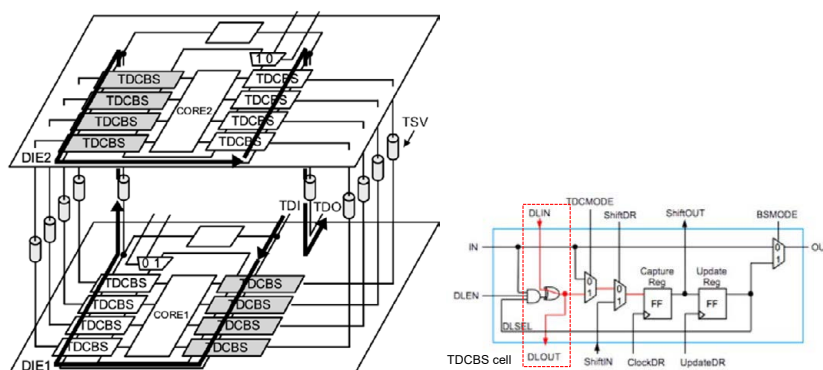 1 0
TDCBS
TDCBS
TDCBS
TDCBS
CORE2
TDCBS
TDCBS
TDCBS
TDCBS
TSV
DIE2
TDI
TDO
0 1
TDCBS
TDCBS
TDCBS
TDCBS
CORE1
TDCBS
TDCBS
TDCBS
TDCBS
DIE1
TDCMODE
DLIN
ShiftDR
ShiftOUT
BSMODE
IN
0
1
0
1
Capture
Reg
FF
Update
Reg
FF
0
1
OU
DLEN
DLSEL
DLOUT
ShiftIN
ClockDR
UpdateDR
TDCBS cell